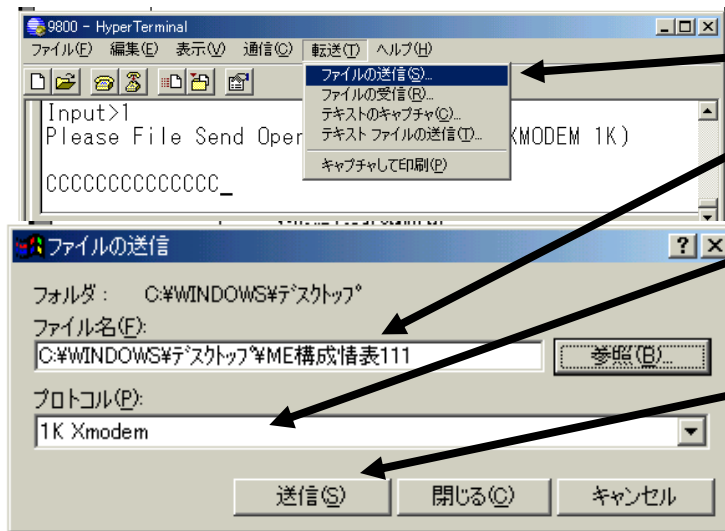 9800 - HyperTerminal
ファイル(F) 編集(E) 表示(V) 通信(C) 転送(T) ヘルプ(H)
ファイルの送信(S)...
ファイルの受信(R)...
テキストのキャプチャ(C)...
テキスト ファイルの送信(T)...
キャプチャして印刷(P)
Input>1
Please File Send Oper XMODEM 1K)
CCCCCCCCCCCCCC_
ファイルの送信
フォルダ : C:¥WINDOWS¥デスクトップ
ファイル名(F):
C:¥WINDOWS¥デスクトップ¥ME構成情表111
参照(B)...
プロトコル(P):
1K Xmodem
送信(S) 閉じる(C) キャンセル